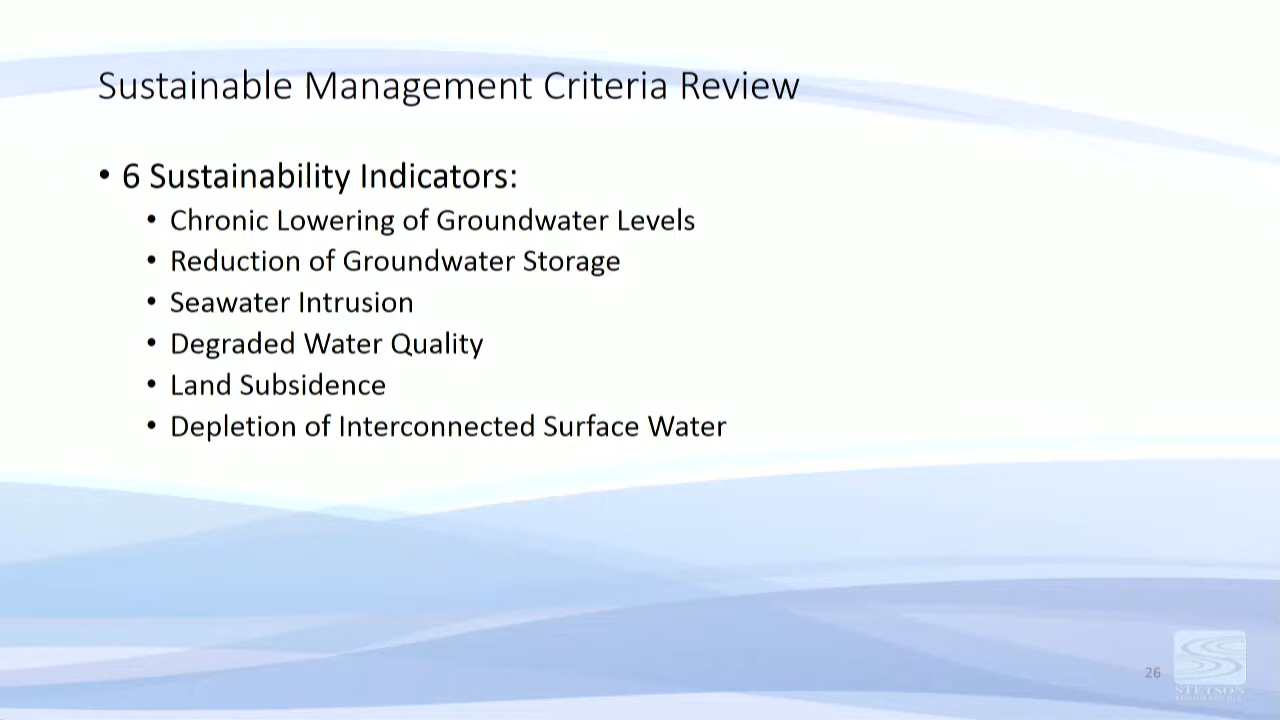 Sustainable Management Criteria Review
• 6 Sustainability Indicators:
• Chronic Lowering of Groundwater Levels
• Reduction of Groundwater Storage
• Seawater Intrusion
• Degraded Water Quality
• Land Subsidence
• Depletion of Interconnected Surface Water
26
STETSON